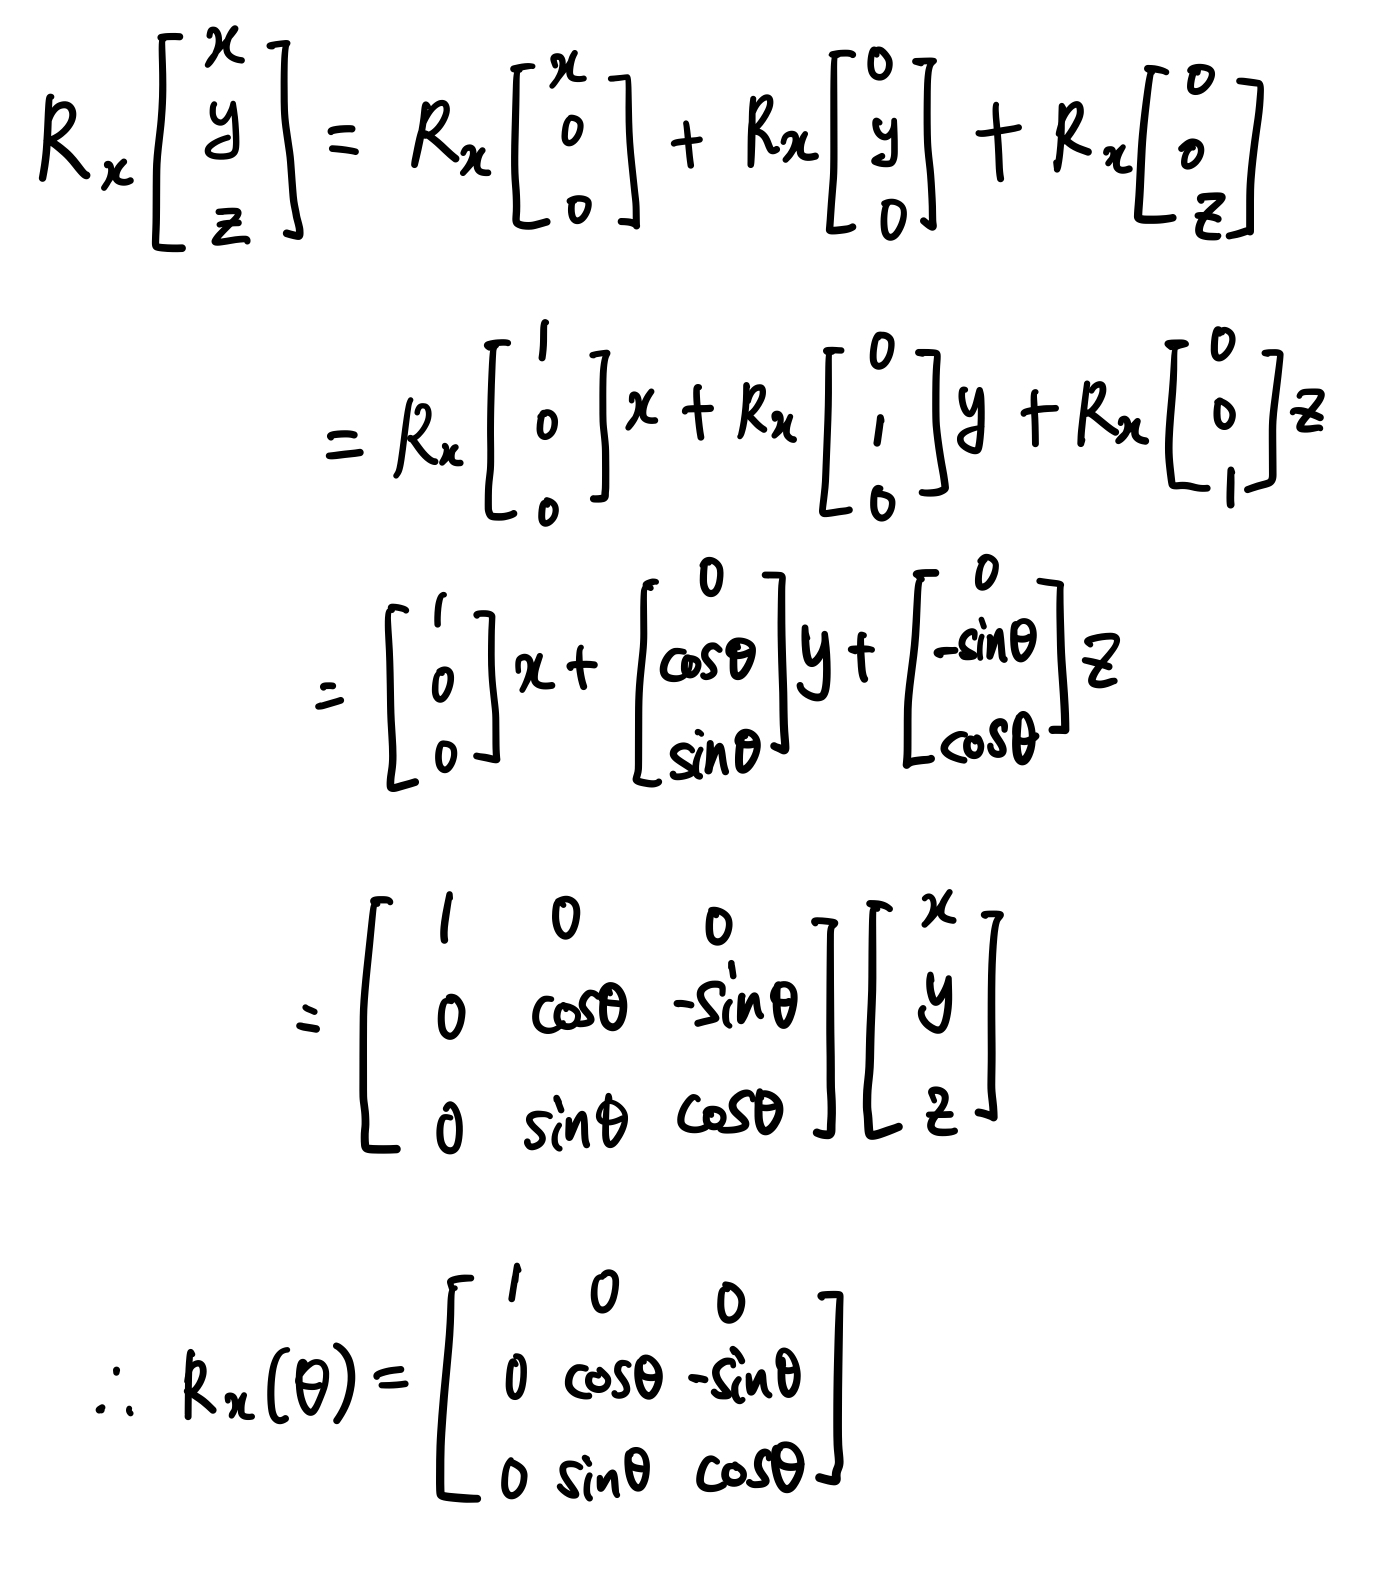 $R_x \begin{bmatrix} x \\ y \\ z \end{bmatrix} = R_x \begin{bmatrix} x \\ 0 \\ 0 \end{bmatrix} + R_x \begin{bmatrix} 0 \\ y \\ 0 \end{bmatrix} + R_x \begin{bmatrix} 0 \\ 0 \\ z \end{bmatrix}$
$= R_x \begin{bmatrix} 1 \\ 0 \\ 0 \end{bmatrix} x + R_x \begin{bmatrix} 0 \\ 1 \\ 0 \end{bmatrix} y + R_x \begin{bmatrix} 0 \\ 0 \\ 1 \end{bmatrix} z$
$= \begin{bmatrix} 1 \\ 0 \\ 0 \end{bmatrix} x + \begin{bmatrix} 0 \\ \cos\theta \\ \sin\theta \end{bmatrix} y + \begin{bmatrix} 0 \\ -\sin\theta \\ \cos\theta \end{bmatrix} z$
$= \begin{bmatrix} 1 & 0 & 0 \\ 0 & \cos\theta & -\sin\theta \\ 0 & \sin\theta & \cos\theta \end{bmatrix} \begin{bmatrix} x \\ y \\ z \end{bmatrix}$
$\therefore R_x(\theta) = \begin{bmatrix} 1 & 0 & 0 \\ 0 & \cos\theta & -\sin\theta \\ 0 & \sin\theta & \cos\theta \end{bmatrix}$